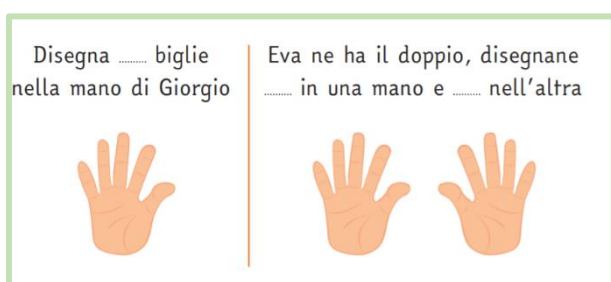 Disegna .......... biglie
nella mano di Giorgio
Eva ne ha il doppio, disegnane
.......... in una mano e .......... nell'altra